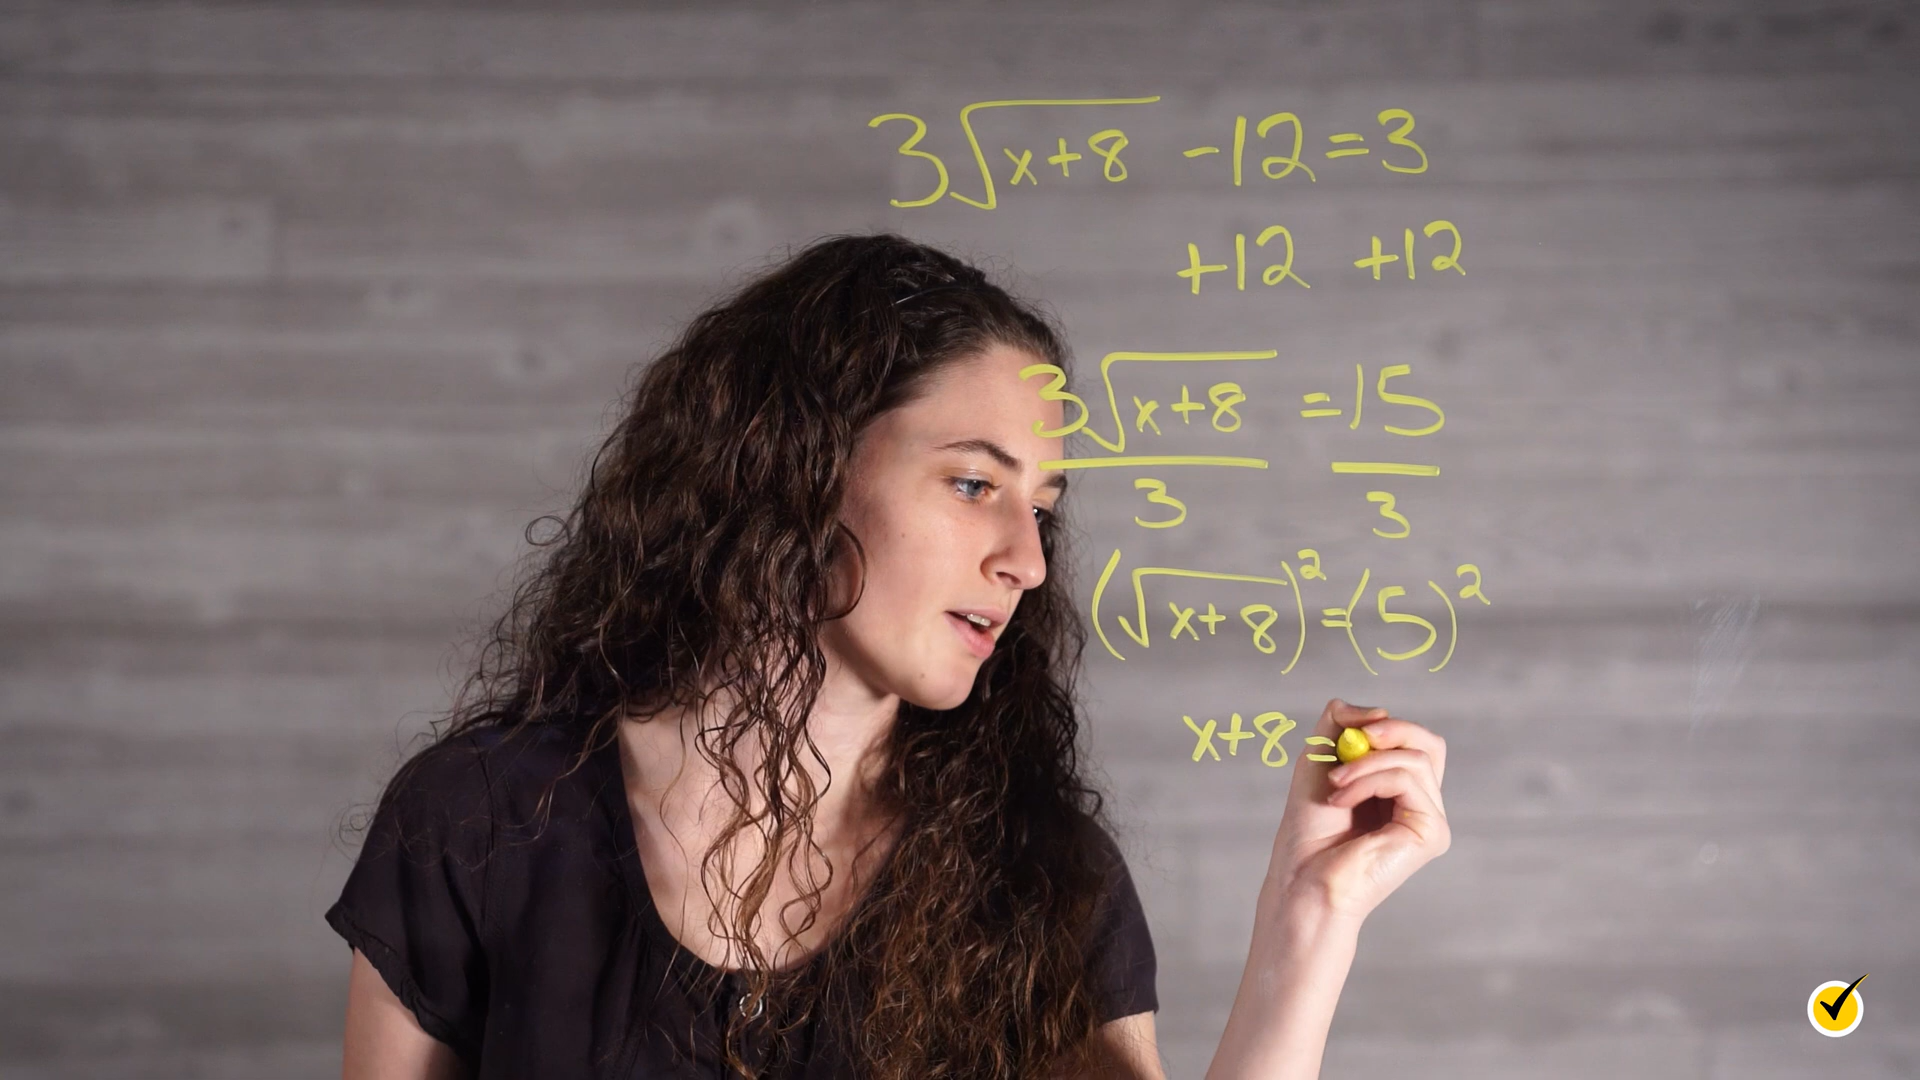 3√x+8 -12=3
+12 +12
3√x+8 =15
3 3
(√x+8)²=(5)²
x+8=